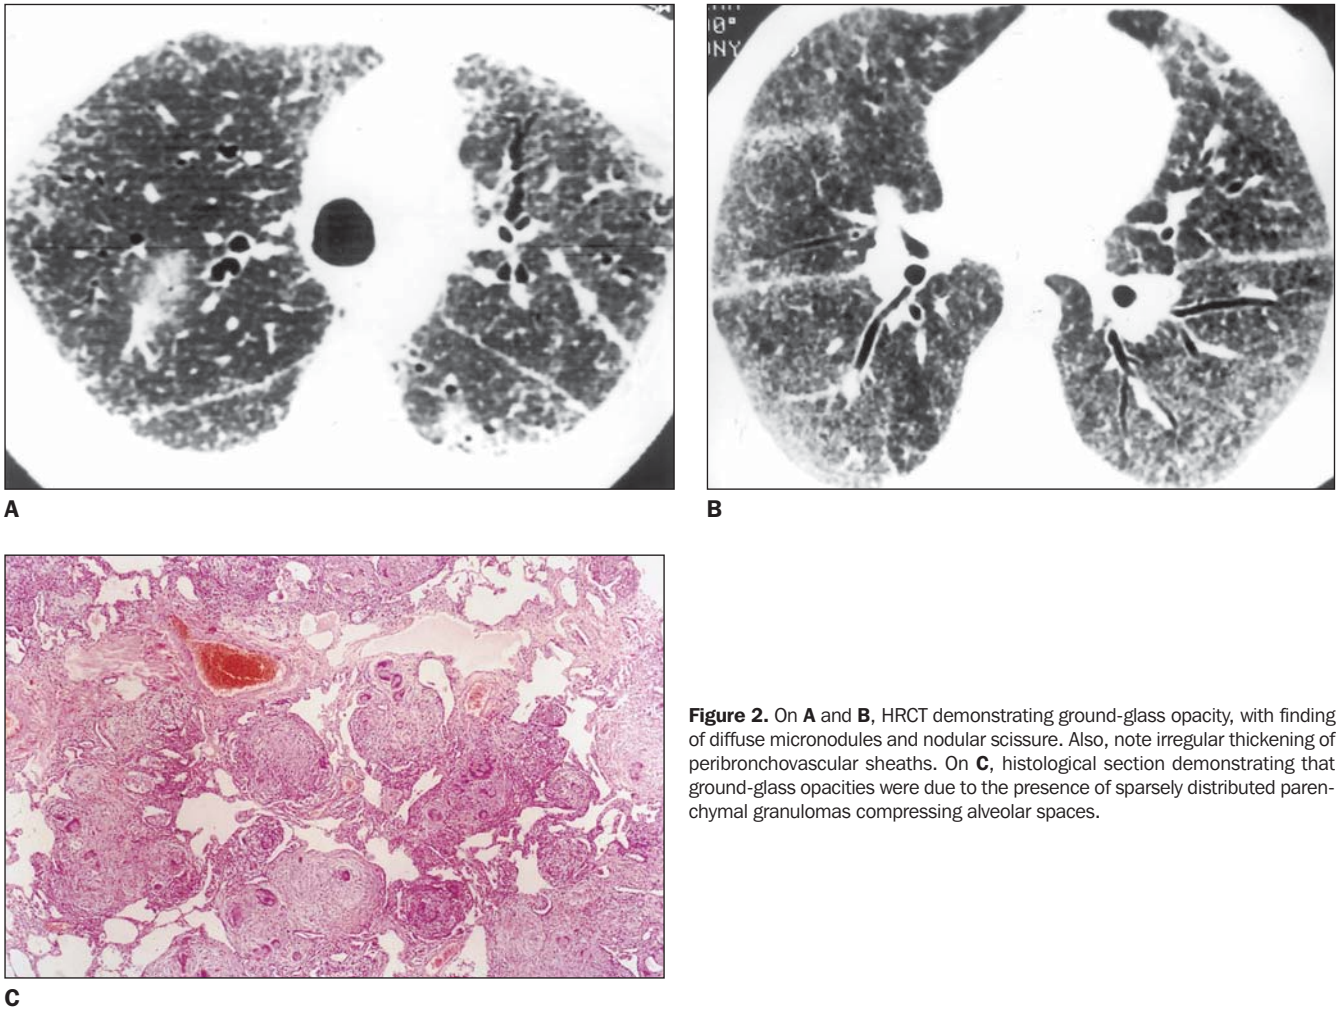 0°
A
B
Figure 2. On A and B, HRCT demonstrating ground-glass opacity, with finding
of diffuse micronodules and nodular scissure. Also, note irregular thickening of
peribronchovascular sheaths. On C, histological section demonstrating that
ground-glass opacities were due to the presence of sparsely distributed paren-
chymal granulomas compressing alveolar spaces.
C